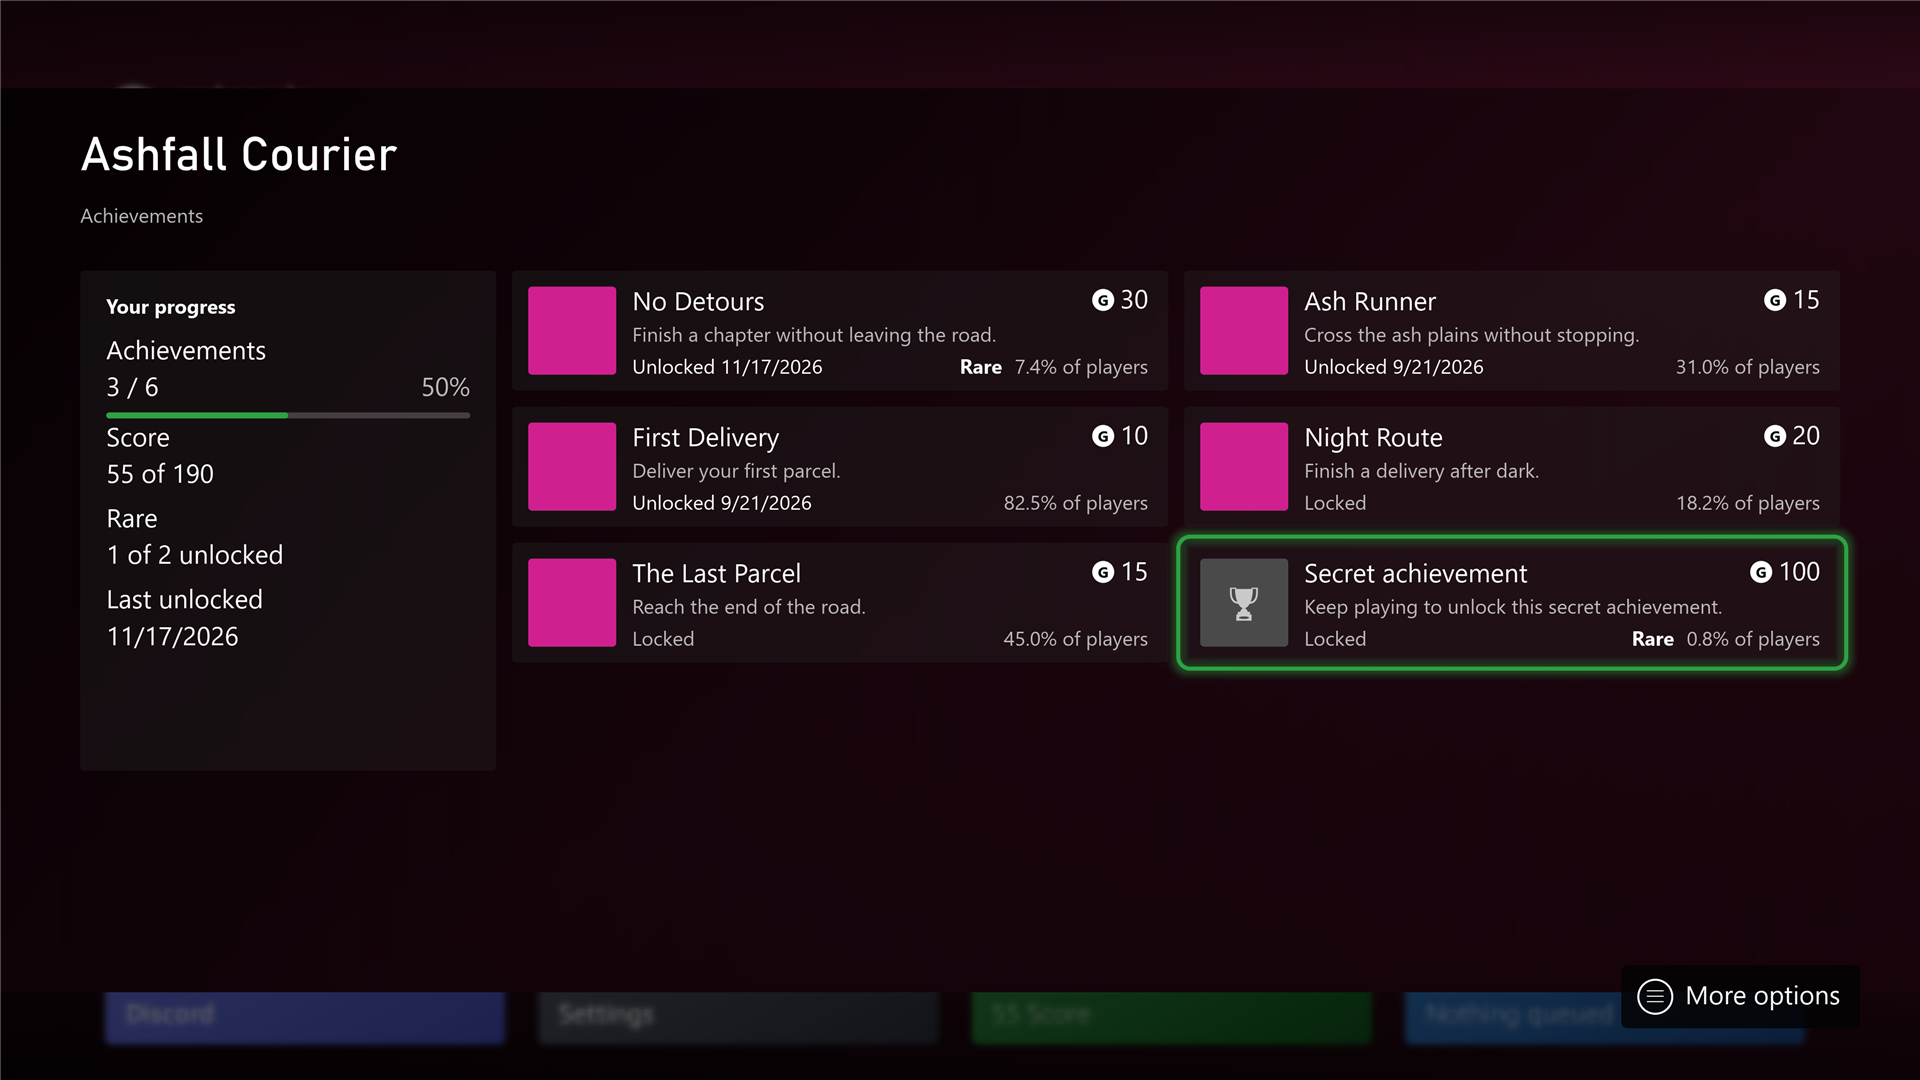 Ashfall Courier
Achievements
Your progress
Achievements
3 / 6 50%
Score
55 of 190
Rare
1 of 2 unlocked
Last unlocked
11/17/2026
No Detours G 30
Finish a chapter without leaving the road.
Unlocked 11/17/2026 Rare 7.4% of players
Ash Runner G 15
Cross the ash plains without stopping.
Unlocked 9/21/2026 31.0% of players
First Delivery G 10
Deliver your first parcel.
Unlocked 9/21/2026 82.5% of players
Night Route G 20
Finish a delivery after dark.
Locked 18.2% of players
The Last Parcel G 15
Reach the end of the road.
Locked 45.0% of players
Secret achievement G 100
Keep playing to unlock this secret achievement.
Locked Rare 0.8% of players
Discord
Settings
55 Score
Nothing queued
More options